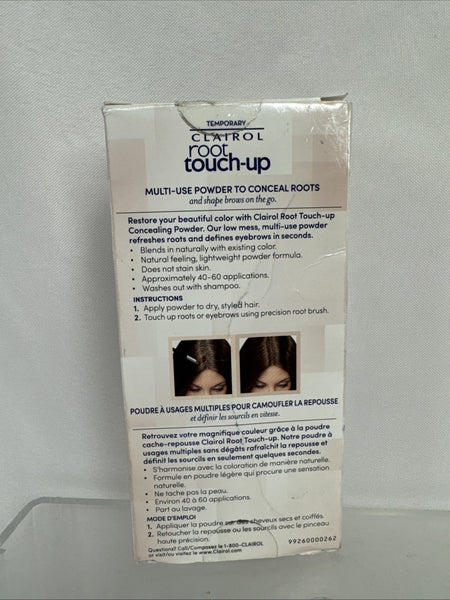 TEMPORARY
CLAIROL
root
touch-up
MULTI-USE POWDER TO CONCEAL ROOTS
and shape brows on the go.
Restore your beautiful color with Clairol Root Touch-up
Concealing Powder. Our low mess, multi-use powder
refreshes roots and defines eyebrows in seconds.
• Blends in naturally with existing color.
• Natural feeling, lightweight powder formula.
• Does not stain skin.
• Approximately 40-60 applications.
• Washes out with shampoo.
INSTRUCTIONS
1. Apply powder to dry, styled hair.
2. Touch up roots or eyebrows using precision root brush.
POUDRE À USAGES MULTIPLES POUR CAMOUFLER LA REPOUSSE
et définir les sourcils en vitesse.
Retrouvez votre magnifique couleur grâce à la poudre
cache-repousse Clairol Root Touch-up. Notre poudre à
usages multiples sans dégâts rafraîchit la repousse et
définit les sourcils en seulement quelques secondes.
• S'harmonise avec la coloration de manière naturelle.
• Formule en poudre légère qui procure une sensation
naturelle.
• Ne tache pas la peau.
• Environ 40 à 60 applications.
• Part au lavage.
MODE D'EMPLOI
1. Appliquer la poudre sur des cheveux secs et coiffés.
2. Retoucher la repousse ou les sourcils avec le pinceau
haute précision.
Questions? Call/Composez le 1-800-CLAIROL
or visit/ou visitez le www.Clairol.com
99260000262